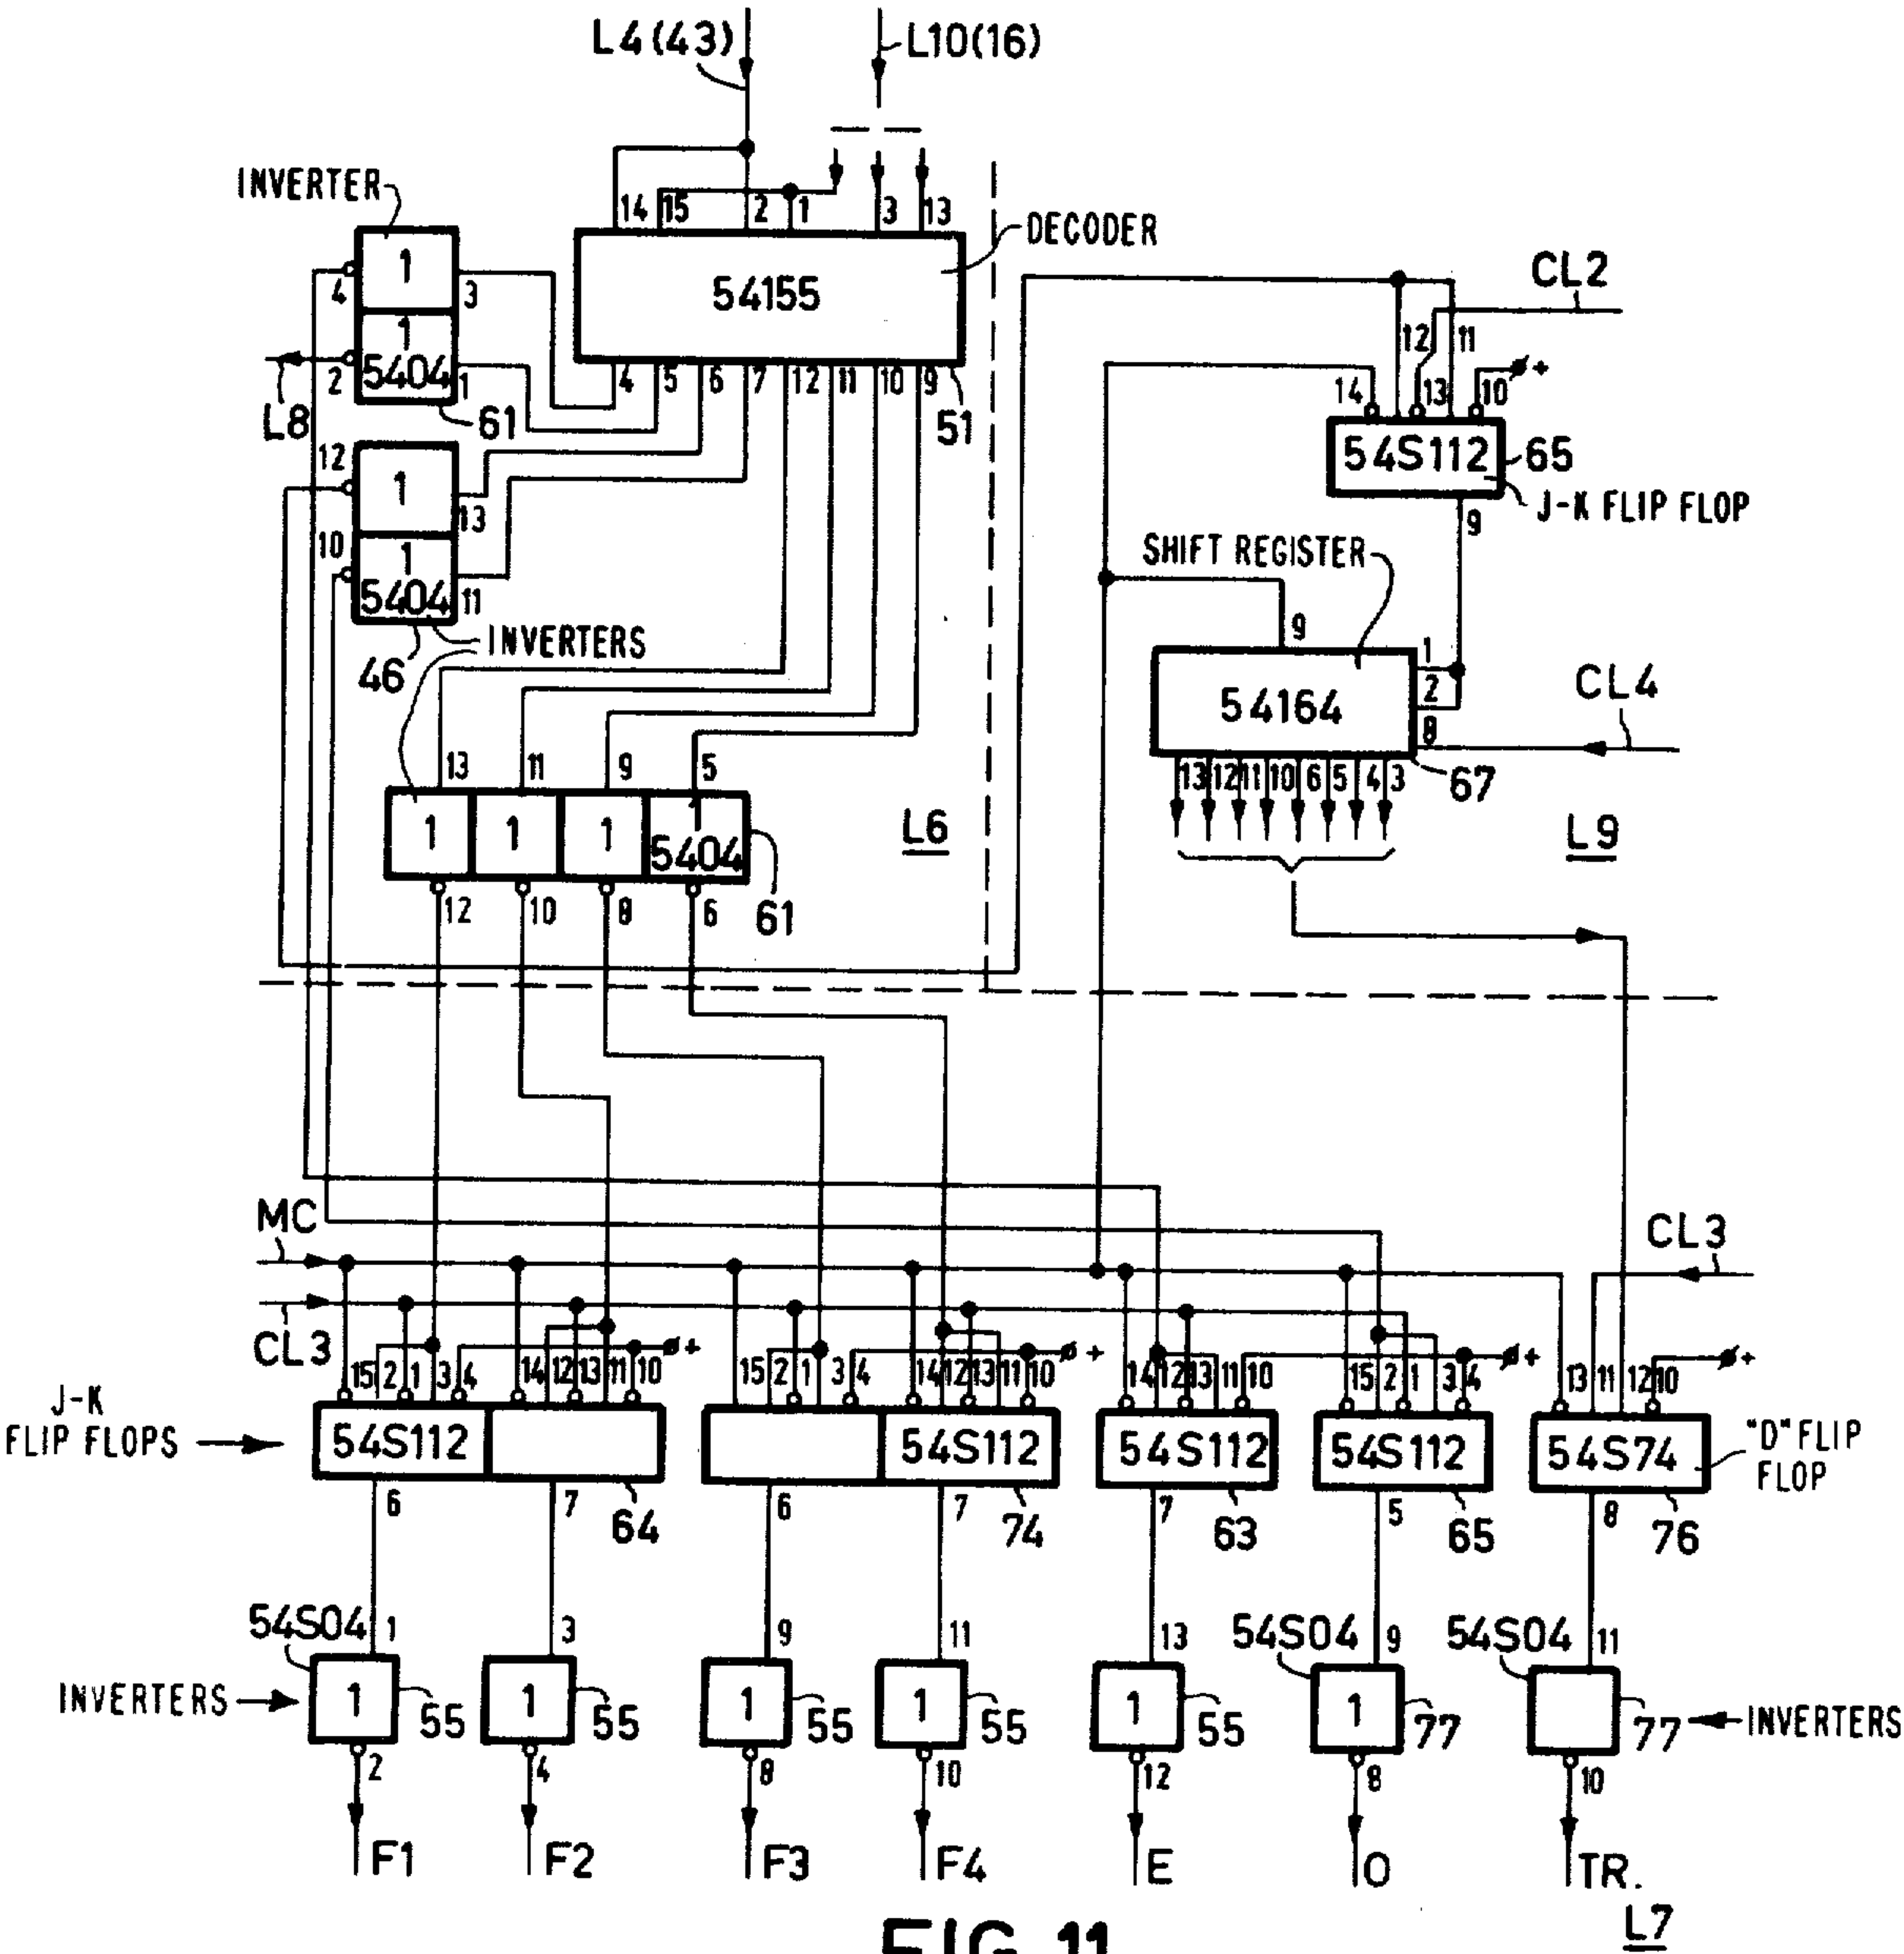 L4(43)
L10(16)
INVERTER
14 15 2 1 3 13
DECODER
1
4
3
54155
CL2
1
5404
2
1
L8
61
4 5 6 7 12 11 10 9
51
12
11
14
13
10
+
54S112
65
J-K FLIP FLOP
9
12
1
13
10
1
5404
11
46
INVERTERS
SHIFT REGISTER
9
1
2
8
54164
CL4
67
13 12 11 10 6 5 4 3
L9
13 11 9 5
1 1 1 1
5404
61
L6
12 10 8 6
MC
CL3
CL3
15 2 1 3 4
14 12 13 11 10
+
15 2 1 3 4
14 12 13 11 10
+
14 12 13 11 10
15 2 1 3 4
+
13 11 12 10
+
J-K
FLIP FLOPS
54S112
54S112
54S112
54S112
54S74
"D" FLIP
FLOP
6 7 64
6 7 74
7 63
5 65
8 76
54S04
1 3 9 11 13
54S04
9
54S04
11
INVERTERS
1 55
1 55
1 55
1 55
1 55
1 77
77
INVERTERS
2 4 8 10 12 8 10
F1 F2 F3 F4 E O TR.
L7
FIG. 11